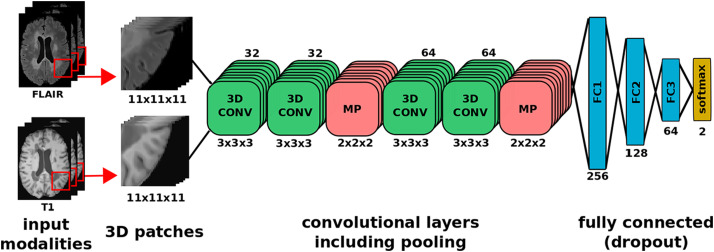 FLAIR
11x11x11
T1
11x11x11
input
modalities
3D patches
32
32
64
64
3D
CONV
3D
CONV
MP
3D
CONV
3D
CONV
MP
3x3x3
3x3x3
2x2x2
3x3x3
3x3x3
2x2x2
convolutional layers
including pooling
FC1
FC2
FC3
softmax
256
128
64
2
fully connected
(dropout)